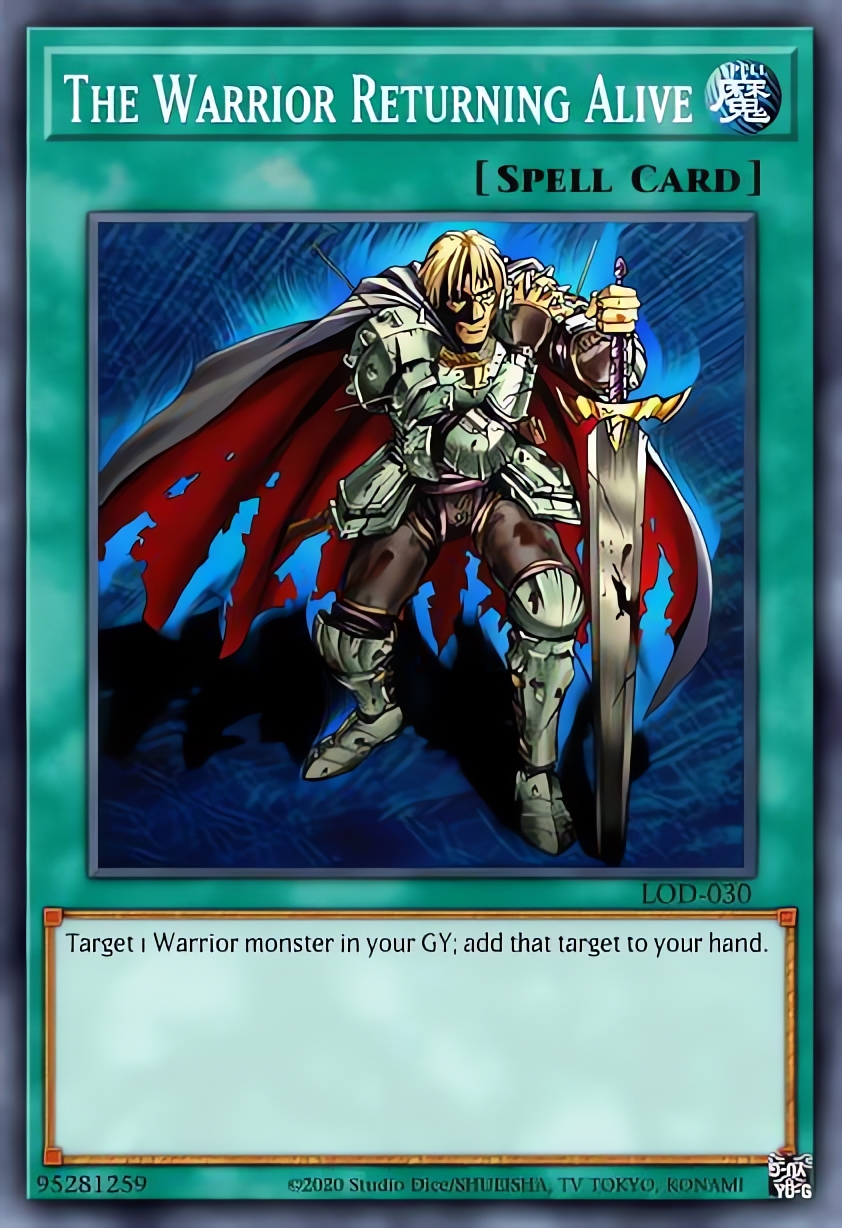 THE WARRIOR RETURNING ALIVE
魔
[SPELL CARD]
LOD-030
Target 1 Warrior monster in your GY; add that target to your hand.
95281259
©2020 Studio Dice/SHUEISHA, TV TOKYO, KONAMI